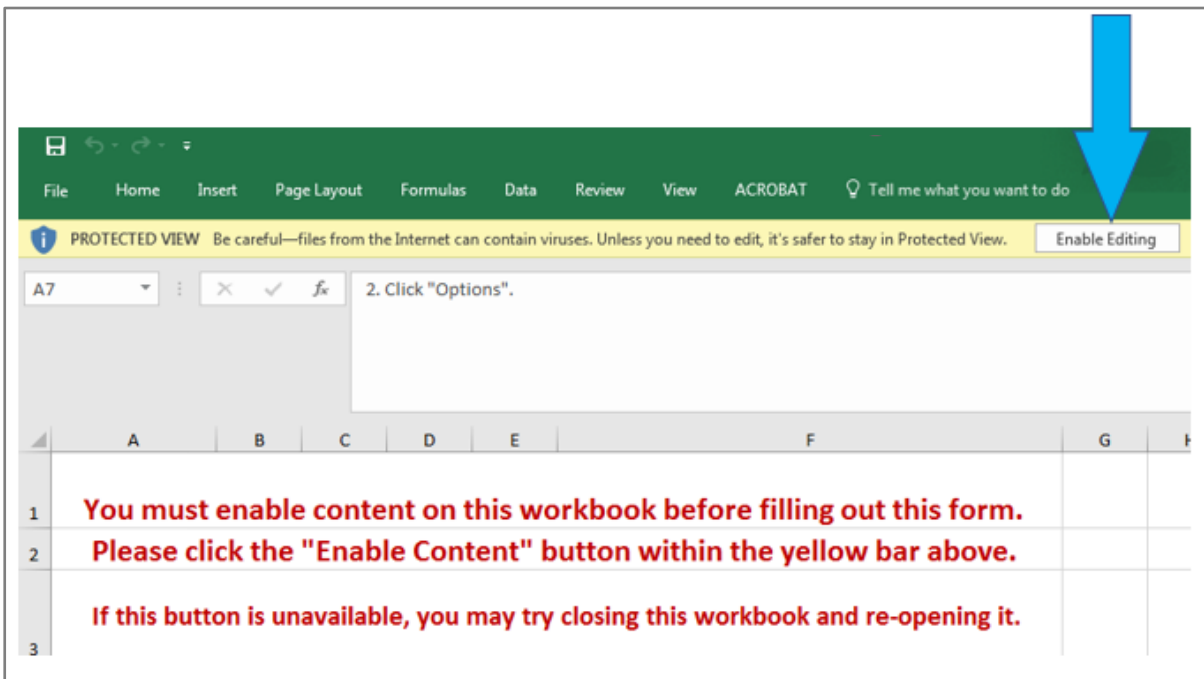 File Home Insert Page Layout Formulas Data Review View ACROBAT Tell me what you want to do
PROTECTED VIEW Be careful—files from the Internet can contain viruses. Unless you need to edit, it's safer to stay in Protected View. Enable Editing
A7 fx 2. Click "Options".
A B C D E F G H
1 You must enable content on this workbook before filling out this form.
2 Please click the "Enable Content" button within the yellow bar above.
3 If this button is unavailable, you may try closing this workbook and re-opening it.